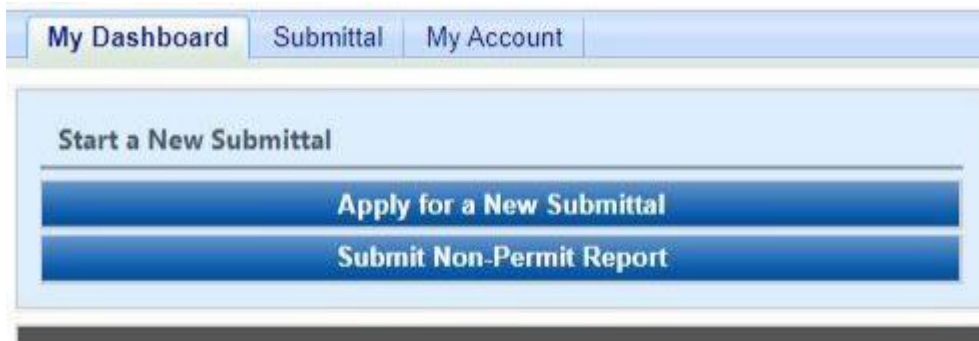 My Dashboard Submittal My Account
Start a New Submittal
Apply for a New Submittal
Submit Non-Permit Report